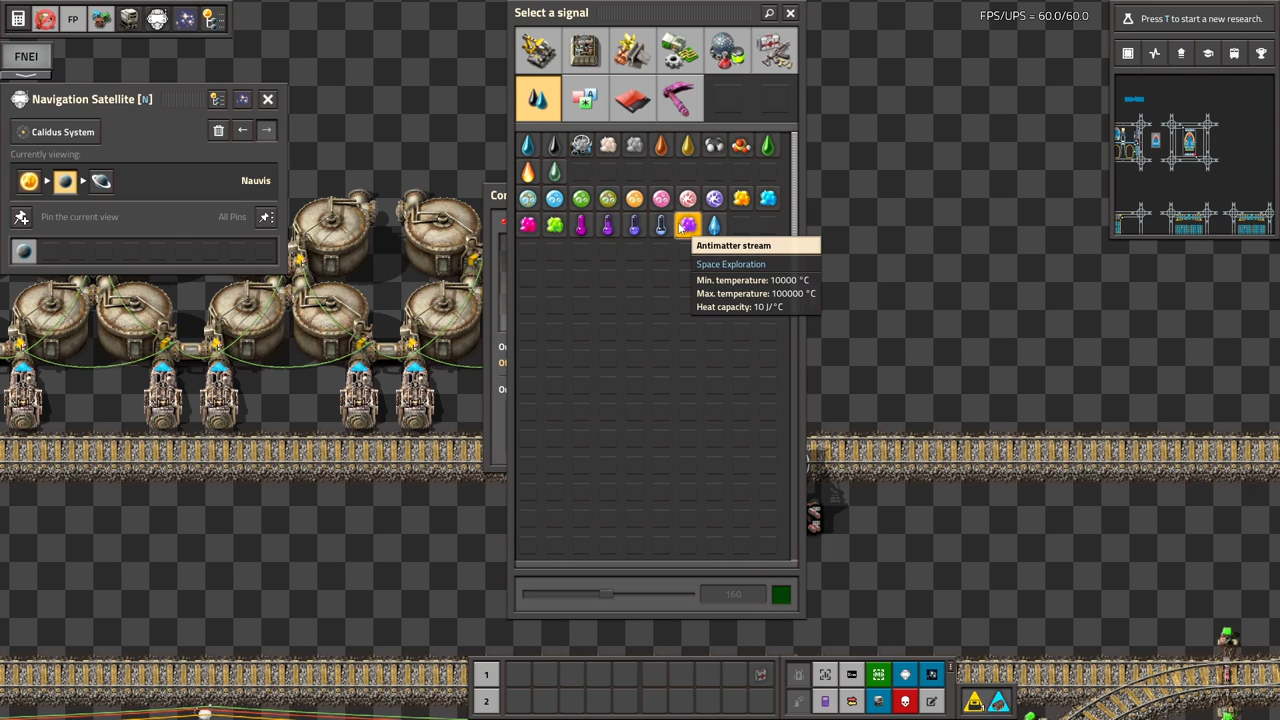 FP
FNEI
Navigation Satellite [N]
Calidus System
Currently viewing:
Nauvis
Pin the current view
All Pins
Select a signal
Antimatter stream
Space Exploration
Min. temperature: 10000 °C
Max. temperature: 100000 °C
Heat capacity: 10 J/°C
160
FPS/UPS = 60.0/60.0
Press T to start a new research.
1
2